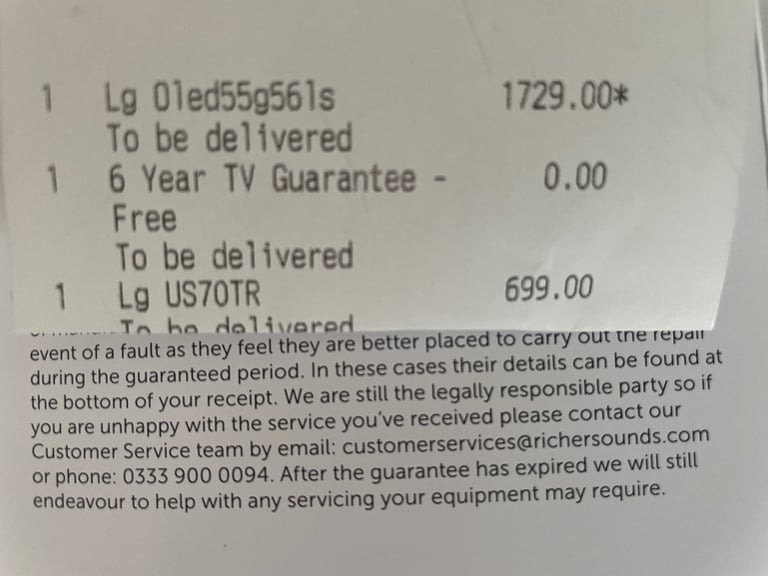 1 Lg Oled55g56ls 1729.00*
To be delivered
1 6 Year TV Guarantee - 0.00
Free
To be delivered
1 Lg US70TR 699.00
To be delivered
event of a fault as they feel they are better placed to carry out the repair
during the guaranteed period. In these cases their details can be found at
the bottom of your receipt. We are still the legally responsible party so if
you are unhappy with the service you've received please contact our
Customer Service team by email: customerservices@richersounds.com
or phone: 0333 900 0094. After the guarantee has expired we will still
endeavour to help with any servicing your equipment may require.